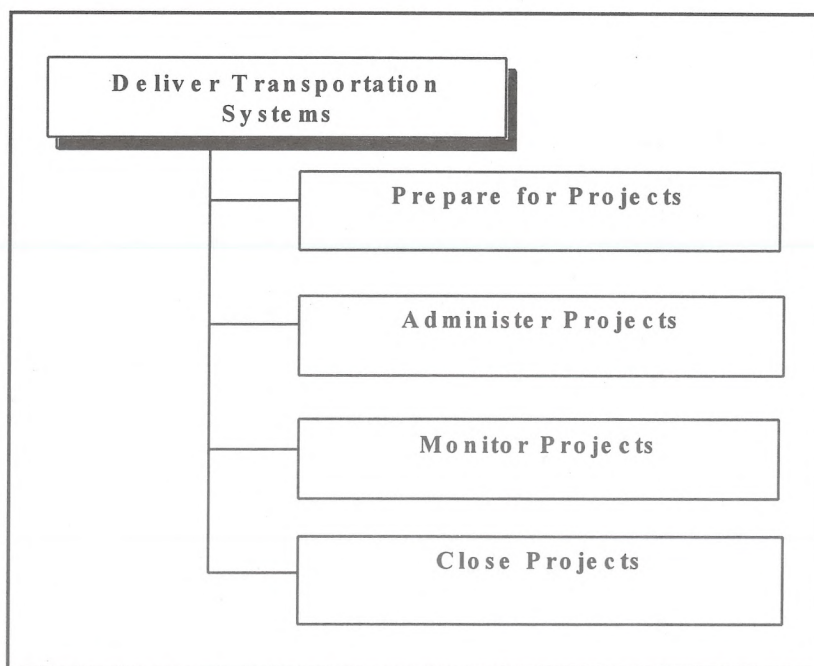 Deliver Transportation
Systems
Prepare for Projects
Administer Projects
Monitor Projects
Close Projects